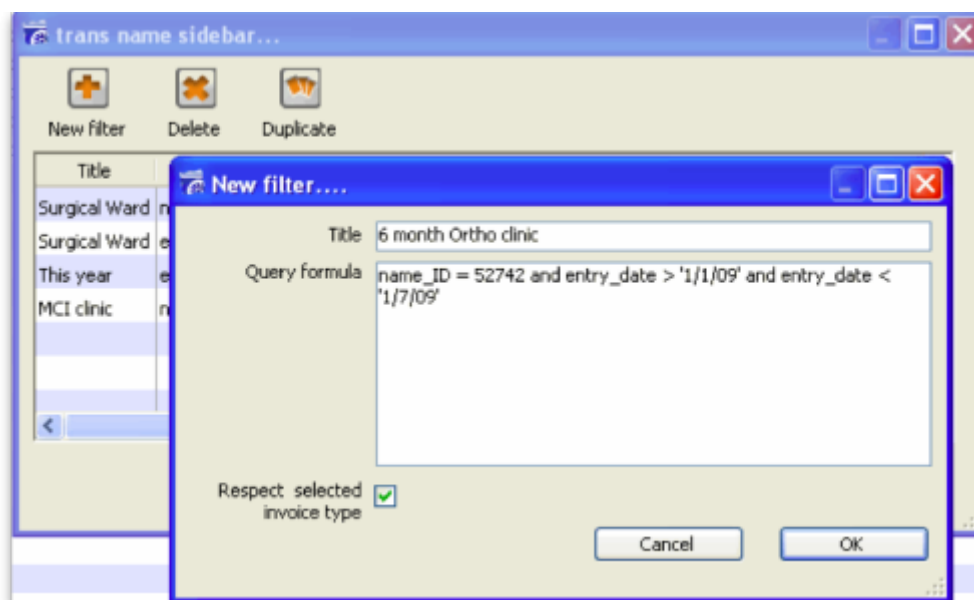 trans name sidebar...
New filter Delete Duplicate
Title
Surgical Ward n
Surgical Ward e
This year e
MCI clinic n
New filter....
Title 6 month Ortho clinic
Query formula name_ID = 52742 and entry_date > '1/1/09' and entry_date <
'1/7/09'
Respect selected
invoice type
Cancel OK